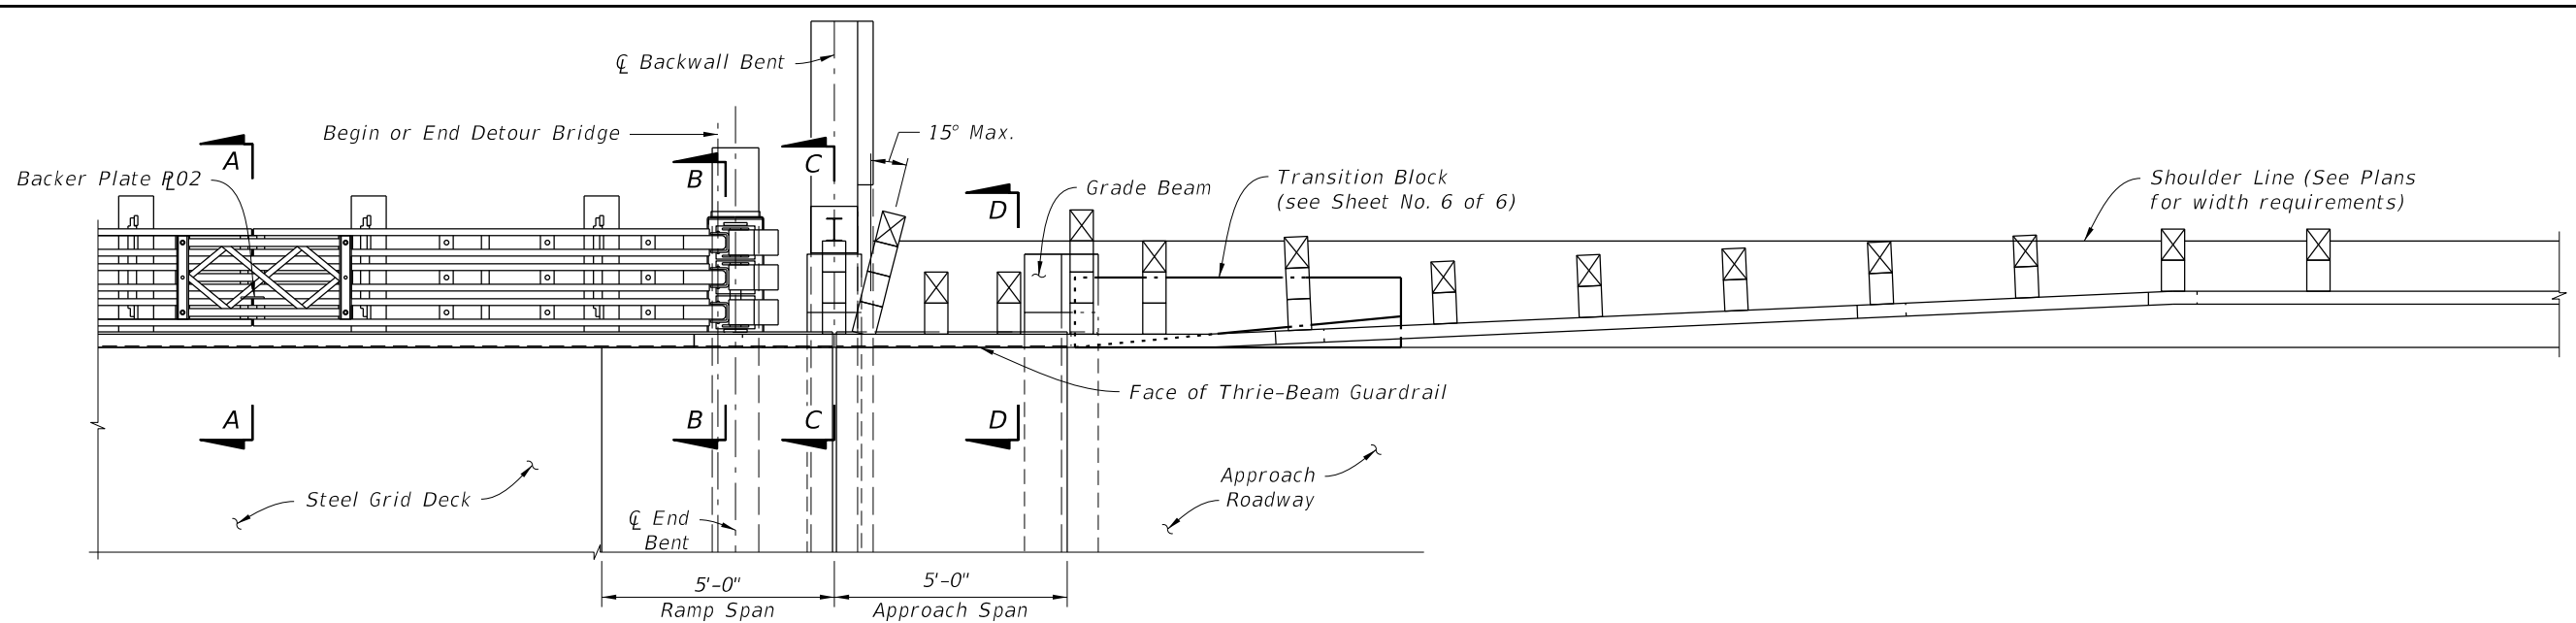 ℄ Backwall Bent
Begin or End Detour Bridge
15° Max.
A
B
C
D
Backer Plate P02
℄
Grade Beam
Transition Block
(see Sheet No. 6 of 6)
Shoulder Line (See Plans
for width requirements)
Face of Thrie-Beam Guardrail
A
B
C
D
Steel Grid Deck
Approach
Roadway
℄ End
Bent
5'-0"
Ramp Span
5'-0"
Approach Span